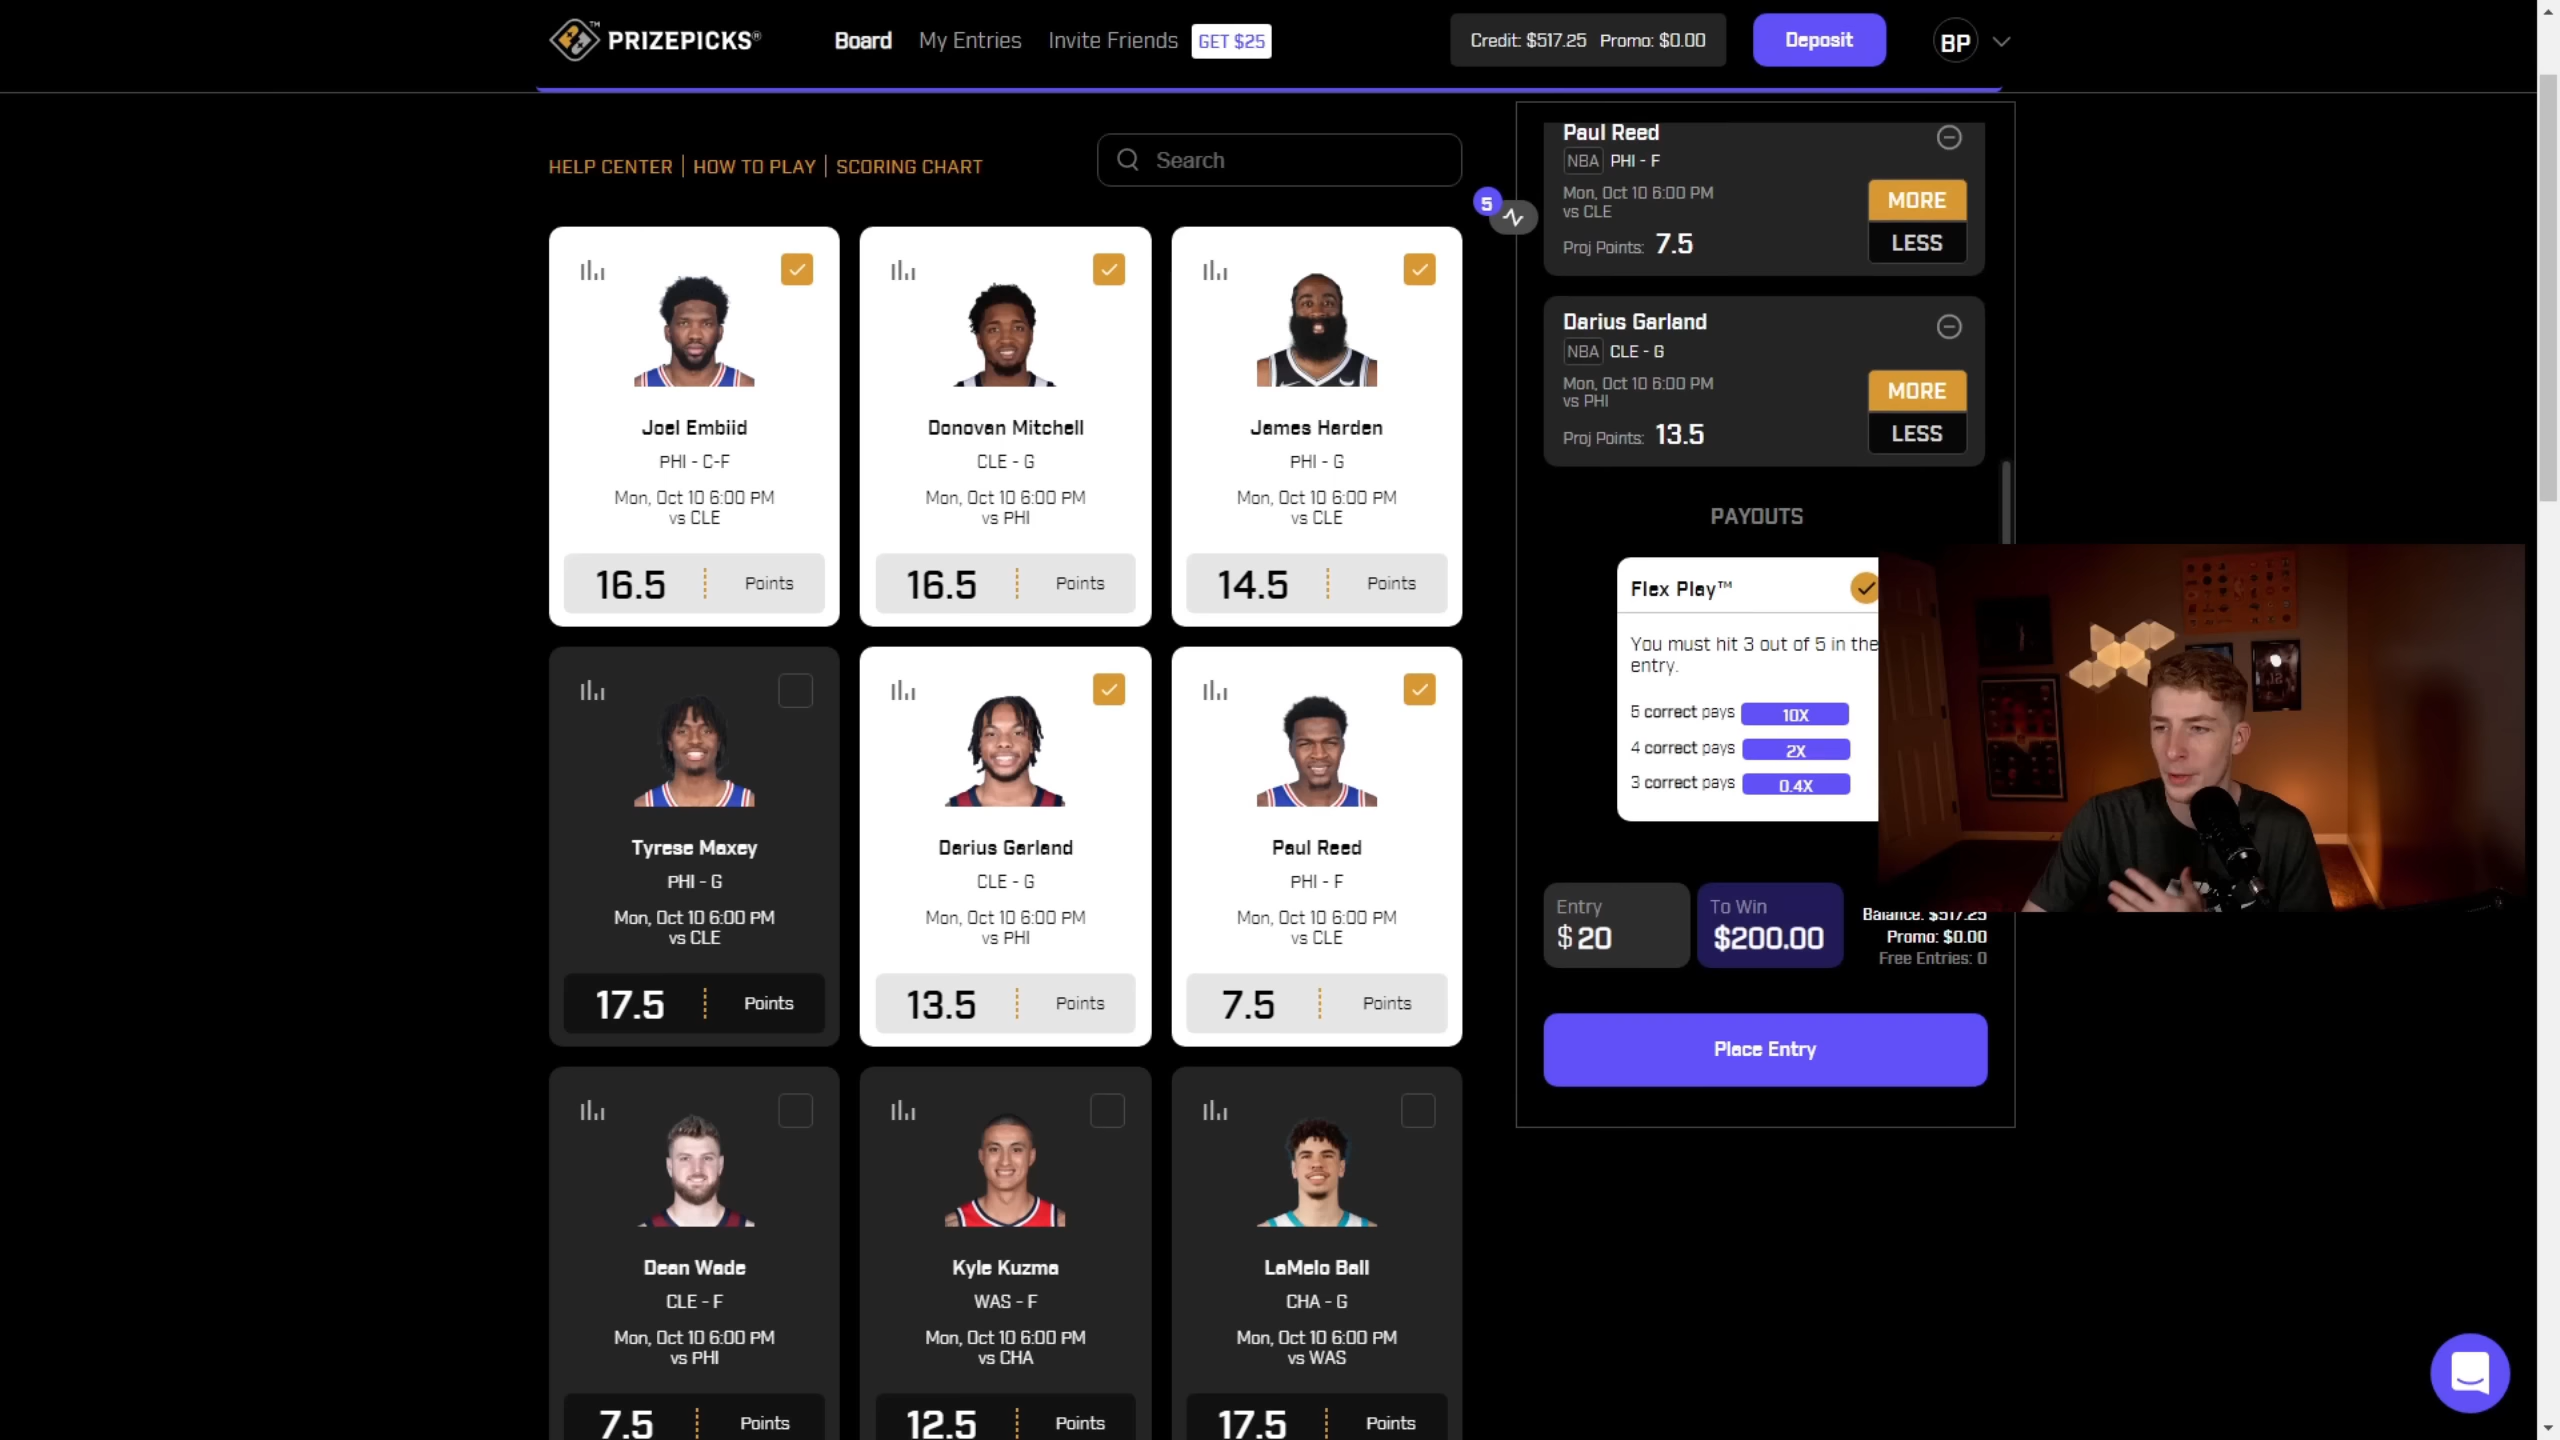 PRIZEPICKS®
Board
My Entries
Invite Friends
GET $25
Credit: $517.25 Promo: $0.00
Deposit
BP
HELP CENTER | HOW TO PLAY | SCORING CHART
Search
5
Joel Embiid
PHI - C-F
Mon, Oct 10 6:00 PM
vs CLE
16.5 Points
Donovan Mitchell
CLE - G
Mon, Oct 10 6:00 PM
vs PHI
16.5 Points
James Harden
PHI - G
Mon, Oct 10 6:00 PM
vs CLE
14.5 Points
Tyrese Maxey
PHI - G
Mon, Oct 10 6:00 PM
vs CLE
17.5 Points
Darius Garland
CLE - G
Mon, Oct 10 6:00 PM
vs PHI
13.5 Points
Paul Reed
PHI - F
Mon, Oct 10 6:00 PM
vs CLE
7.5 Points
Dean Wade
CLE - F
Mon, Oct 10 6:00 PM
vs PHI
7.5 Points
Kyle Kuzma
WAS - F
Mon, Oct 10 6:00 PM
vs CHA
12.5 Points
LaMelo Ball
CHA - G
Mon, Oct 10 6:00 PM
vs WAS
17.5 Points
Paul Reed
NBA PHI - F
Mon, Oct 10 6:00 PM
vs CLE
Proj Points: 7.5
MORE
LESS
Darius Garland
NBA CLE - G
Mon, Oct 10 6:00 PM
vs PHI
Proj Points: 13.5
MORE
LESS
PAYOUTS
Flex Play™
You must hit 3 out of 5 in the
entry.
5 correct pays 10X
4 correct pays 2X
3 correct pays 0.4X
Entry
$ 20
To Win
$200.00
Balance: $517.25
Promo: $0.00
Free Entries: 0
Place Entry